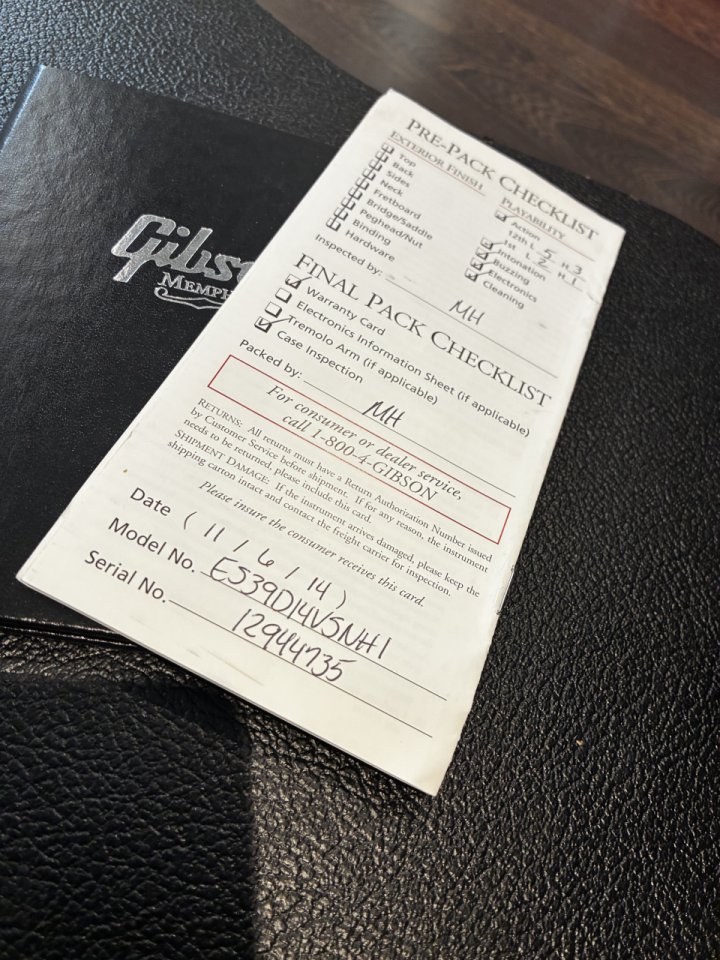 Gibs
MEMPH
PRE-PACK CHECKLIST
EXTERIOR FINISH
Top
Back
Sides
Neck
Fretboard
Bridge/Saddle
Peghead/Nut
Binding
Hardware
PLAYABILITY
Action
12th L 5 H 3
1st L 2 H 1
Intonation
Buzzing
Electronics
Cleaning
Inspected by: MH
FINAL PACK CHECKLIST
Warranty Card
Electronics Information Sheet (if applicable)
Tremolo Arm (if applicable)
Case Inspection
Packed by: MH
For consumer or dealer service,
call 1-800-4-GIBSON
RETURNS: All returns must have a Return Authorization Number issued
by Customer Service before shipment. If for any reason, the instrument
needs to be returned, please include this card.
SHIPMENT DAMAGE: If the instrument arrives damaged, please keep the
shipping carton intact and contact the freight carrier for inspection.
Please insure the consumer receives this card.
Date ( 11 / 6 / 14 )
Model No. ES39D14VSNH1
Serial No. 12944735